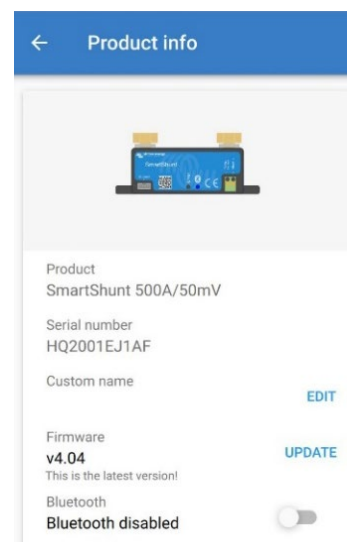 Product info
SmartShunt
Product
SmartShunt 500A/50mV
Serial number
HQ2001EJ1AF
Custom name
EDIT
Firmware
v4.04
UPDATE
This is the latest version!
Bluetooth
Bluetooth disabled